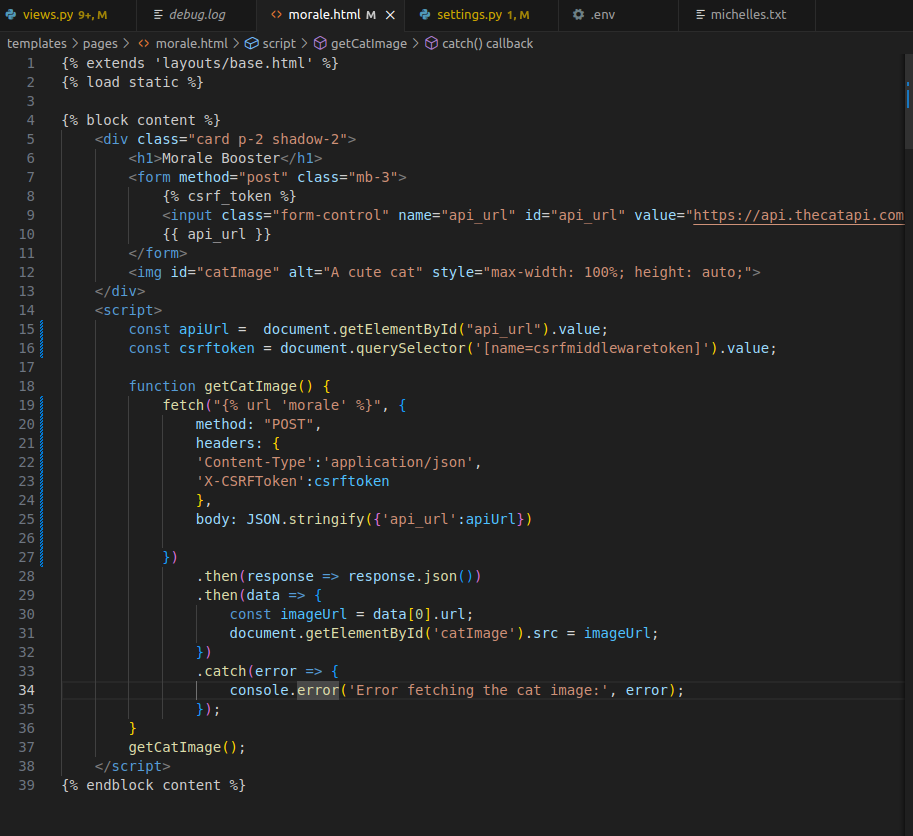 views.py 9+, M debug.log morale.html M settings.py 1, M .env michelles.txt
templates > pages > morale.html > script > getCatImage > catch() callback
1 {% extends 'layouts/base.html' %}
2 {% load static %}
3
4 {% block content %}
5 <div class="card p-2 shadow-2">
6 <h1>Morale Booster</h1>
7 <form method="post" class="mb-3">
8 {% csrf_token %}
9 <input class="form-control" name="api_url" id="api_url" value="https://api.thecatapi.com
10 {{ api_url }}
11 </form>
12 <img id="catImage" alt="A cute cat" style="max-width: 100%; height: auto;">
13 </div>
14 <script>
15 const apiUrl =  document.getElementById("api_url").value;
16 const csrftoken = document.querySelector('[name=csrfmiddlewaretoken]').value;
17
18 function getCatImage() {
19 fetch("{% url 'morale' %}", {
20 method: "POST",
21 headers: {
22 'Content-Type':'application/json',
23 'X-CSRFToken':csrftoken
24 },
25 body: JSON.stringify({'api_url':apiUrl})
26
27 })
28 .then(response => response.json())
29 .then(data => {
30 const imageUrl = data[0].url;
31 document.getElementById('catImage').src = imageUrl;
32 })
33 .catch(error => {
34 console.error('Error fetching the cat image:', error);
35 });
36 }
37 getCatImage();
38 </script>
39 {% endblock content %}